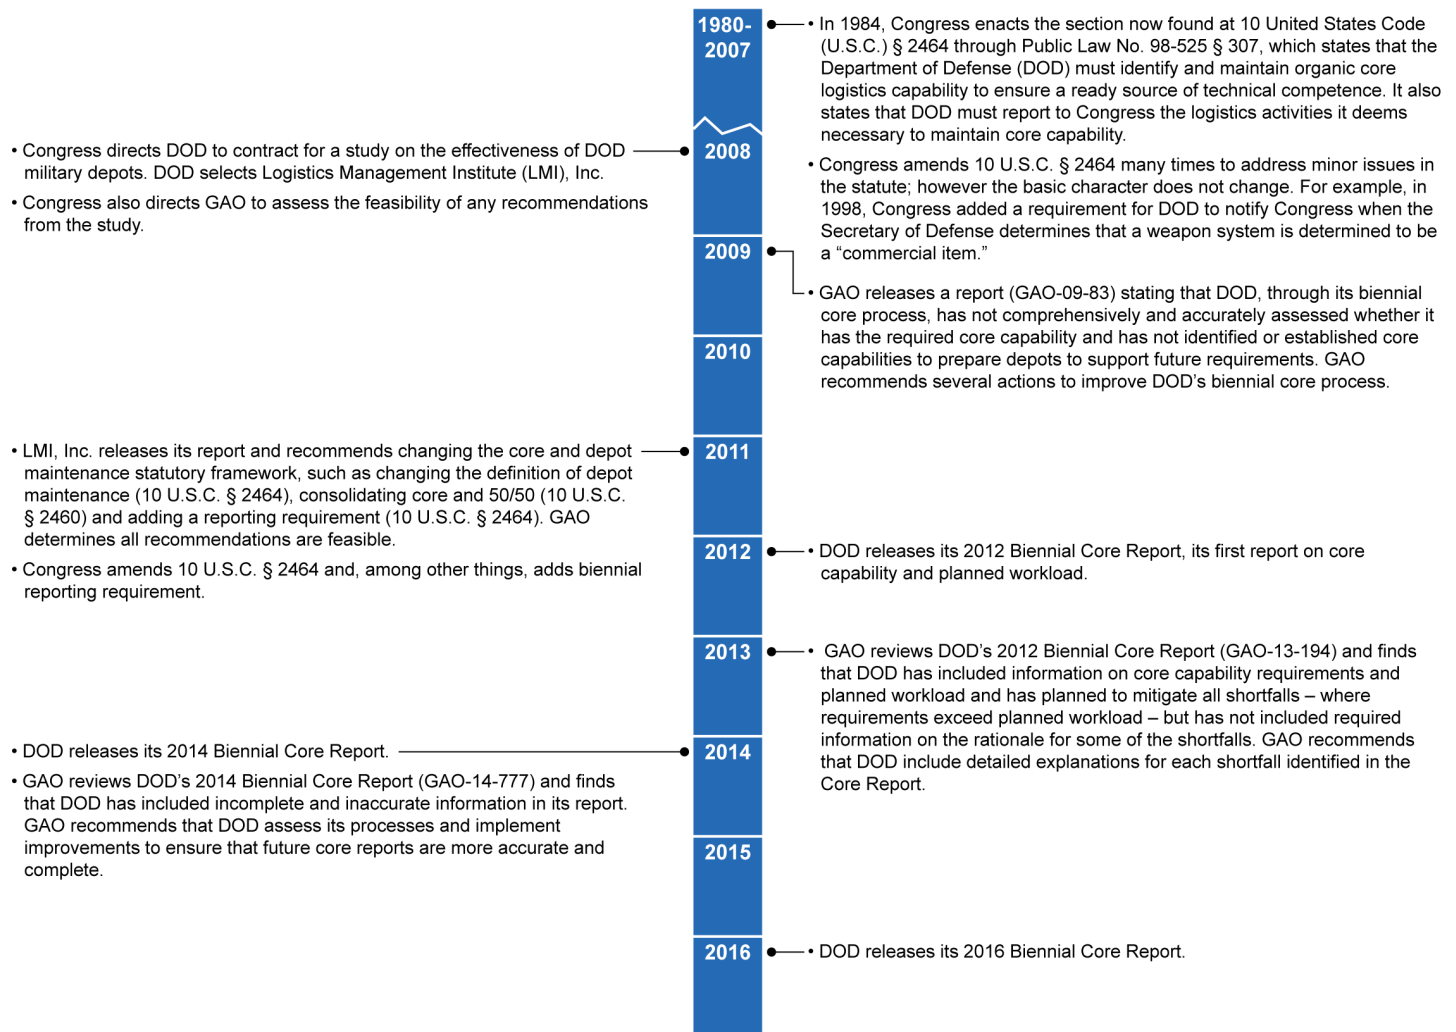 1980-
2007
• In 1984, Congress enacts the section now found at 10 United States Code
(U.S.C.) § 2464 through Public Law No. 98-525 § 307, which states that the
Department of Defense (DOD) must identify and maintain organic core
logistics capability to ensure a ready source of technical competence. It also
states that DOD must report to Congress the logistics activities it deems
necessary to maintain core capability.
• Congress amends 10 U.S.C. § 2464 many times to address minor issues in
the statute; however the basic character does not change. For example, in
1998, Congress added a requirement for DOD to notify Congress when the
Secretary of Defense determines that a weapon system is determined to be
a “commercial item.”
2008
• Congress directs DOD to contract for a study on the effectiveness of DOD
military depots. DOD selects Logistics Management Institute (LMI), Inc.
• Congress also directs GAO to assess the feasibility of any recommendations
from the study.
2009
• GAO releases a report (GAO-09-83) stating that DOD, through its biennial
core process, has not comprehensively and accurately assessed whether it
has the required core capability and has not identified or established core
capabilities to prepare depots to support future requirements. GAO
recommends several actions to improve DOD’s biennial core process.
2010
2011
• LMI, Inc. releases its report and recommends changing the core and depot
maintenance statutory framework, such as changing the definition of depot
maintenance (10 U.S.C. § 2464), consolidating core and 50/50 (10 U.S.C.
§ 2460) and adding a reporting requirement (10 U.S.C. § 2464). GAO
determines all recommendations are feasible.
• Congress amends 10 U.S.C. § 2464 and, among other things, adds biennial
reporting requirement.
2012
• DOD releases its 2012 Biennial Core Report, its first report on core
capability and planned workload.
2013
• GAO reviews DOD’s 2012 Biennial Core Report (GAO-13-194) and finds
that DOD has included information on core capability requirements and
planned workload and has planned to mitigate all shortfalls – where
requirements exceed planned workload – but has not included required
information on the rationale for some of the shortfalls. GAO recommends
that DOD include detailed explanations for each shortfall identified in the
Core Report.
2014
• DOD releases its 2014 Biennial Core Report.
• GAO reviews DOD’s 2014 Biennial Core Report (GAO-14-777) and finds
that DOD has included incomplete and inaccurate information in its report.
GAO recommends that DOD assess its processes and implement
improvements to ensure that future core reports are more accurate and
complete.
2015
2016
• DOD releases its 2016 Biennial Core Report.